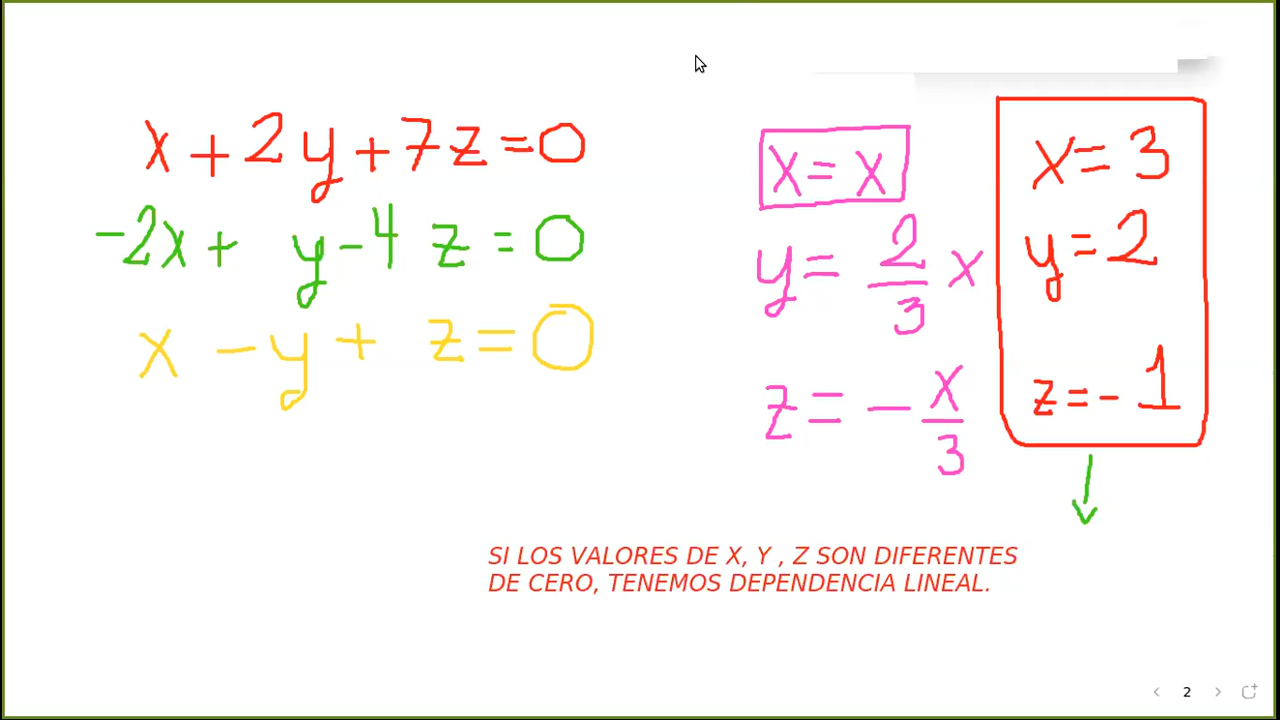 x + 2y + 7z = 0
-2x + y - 4 z = 0
x - y + z = 0
x = x
y = 2/3 x
z = - x/3
x = 3
y = 2
z = - 1
SI LOS VALORES DE X, Y , Z SON DIFERENTES
DE CERO, TENEMOS DEPENDENCIA LINEAL.
2